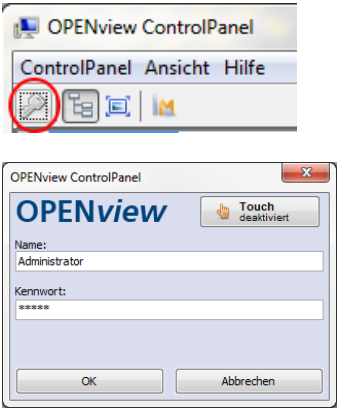 OPENview ControlPanel
ControlPanel Ansicht Hilfe
OPENview ControlPanel
OPENview
Touch
deaktiviert
Name:
Administrator
Kennwort:
*****
OK Abbrechen